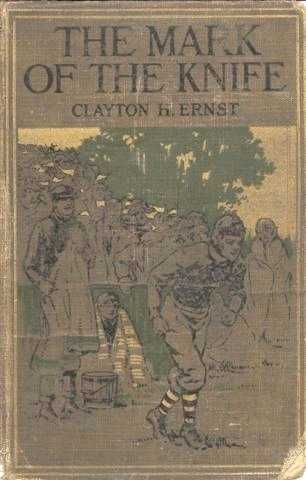 THE MARK
OF THE KNIFE
CLAYTON H. ERNST